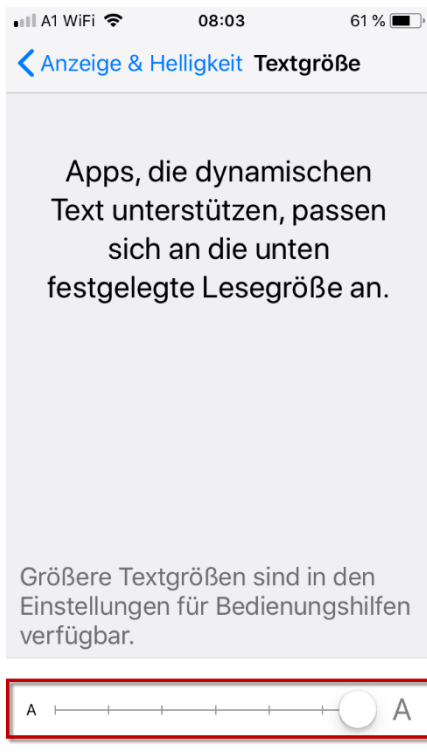 A1 WiFi 08:03 61 %
Anzeige & Helligkeit Textgröße
Apps, die dynamischen
Text unterstützen, passen
sich an die unten
festgelegte Lesegröße an.
Größere Textgrößen sind in den
Einstellungen für Bedienungshilfen
verfügbar.
A A